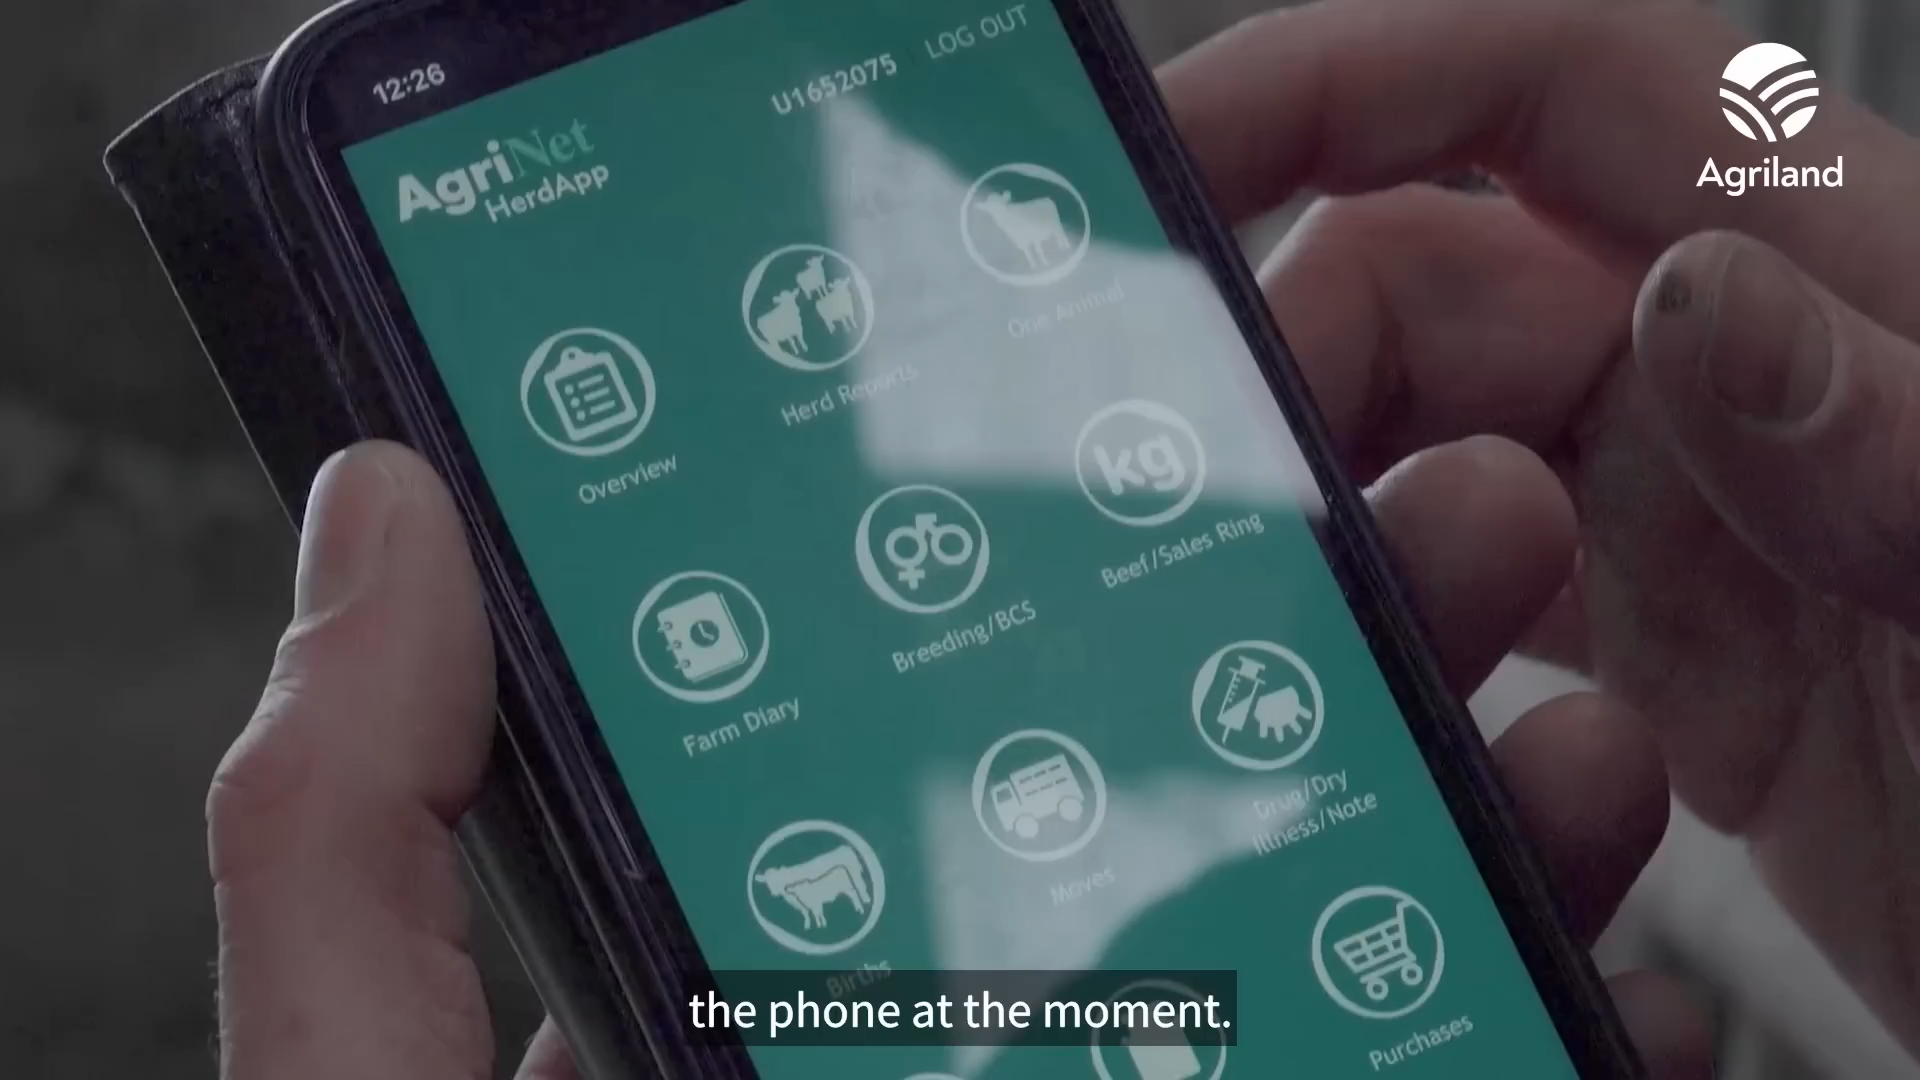 12:26
U1652075
LOG OUT
AgriNet
HerdApp
Agriland
Overview
Herd Reports
One Animal
Farm Diary
Breeding/BCS
Beef/Sales Ring
kg
Births
Moves
Drug/Dry
Illness/Note
Purchases
the phone at the moment.